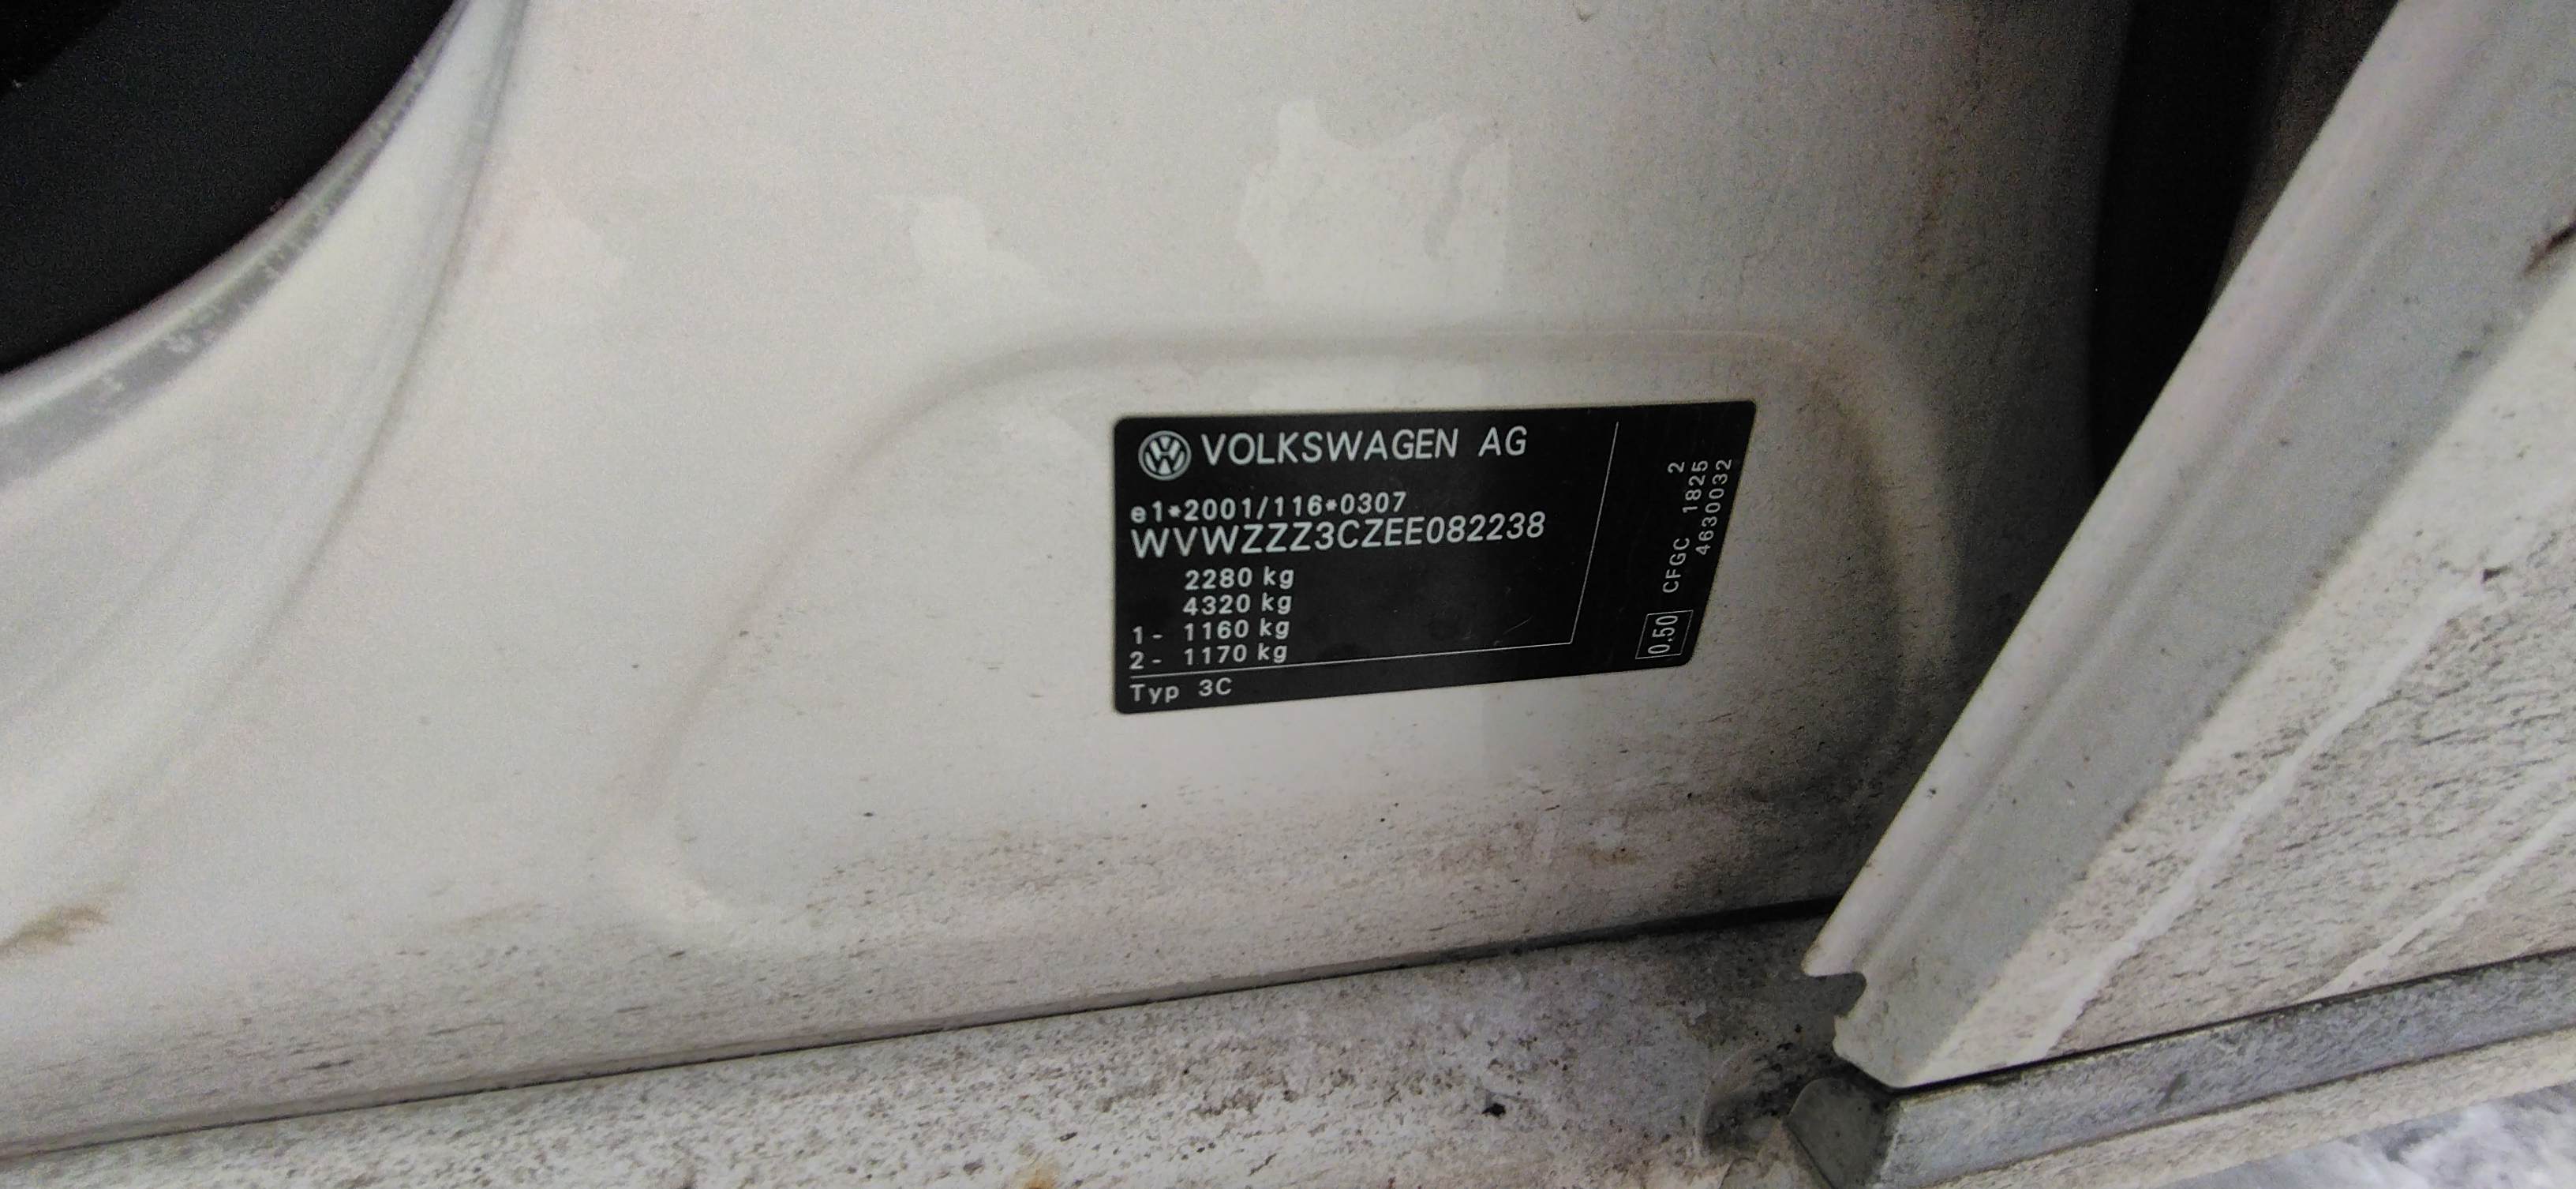 VOLKSWAGEN AG
e1*2001/116*0307
WVWZZZ3CZEE082238
2280 kg
4320 kg
1- 1160 kg
2- 1170 kg
Typ 3C
0.50 CFGC 2
1825
4630032